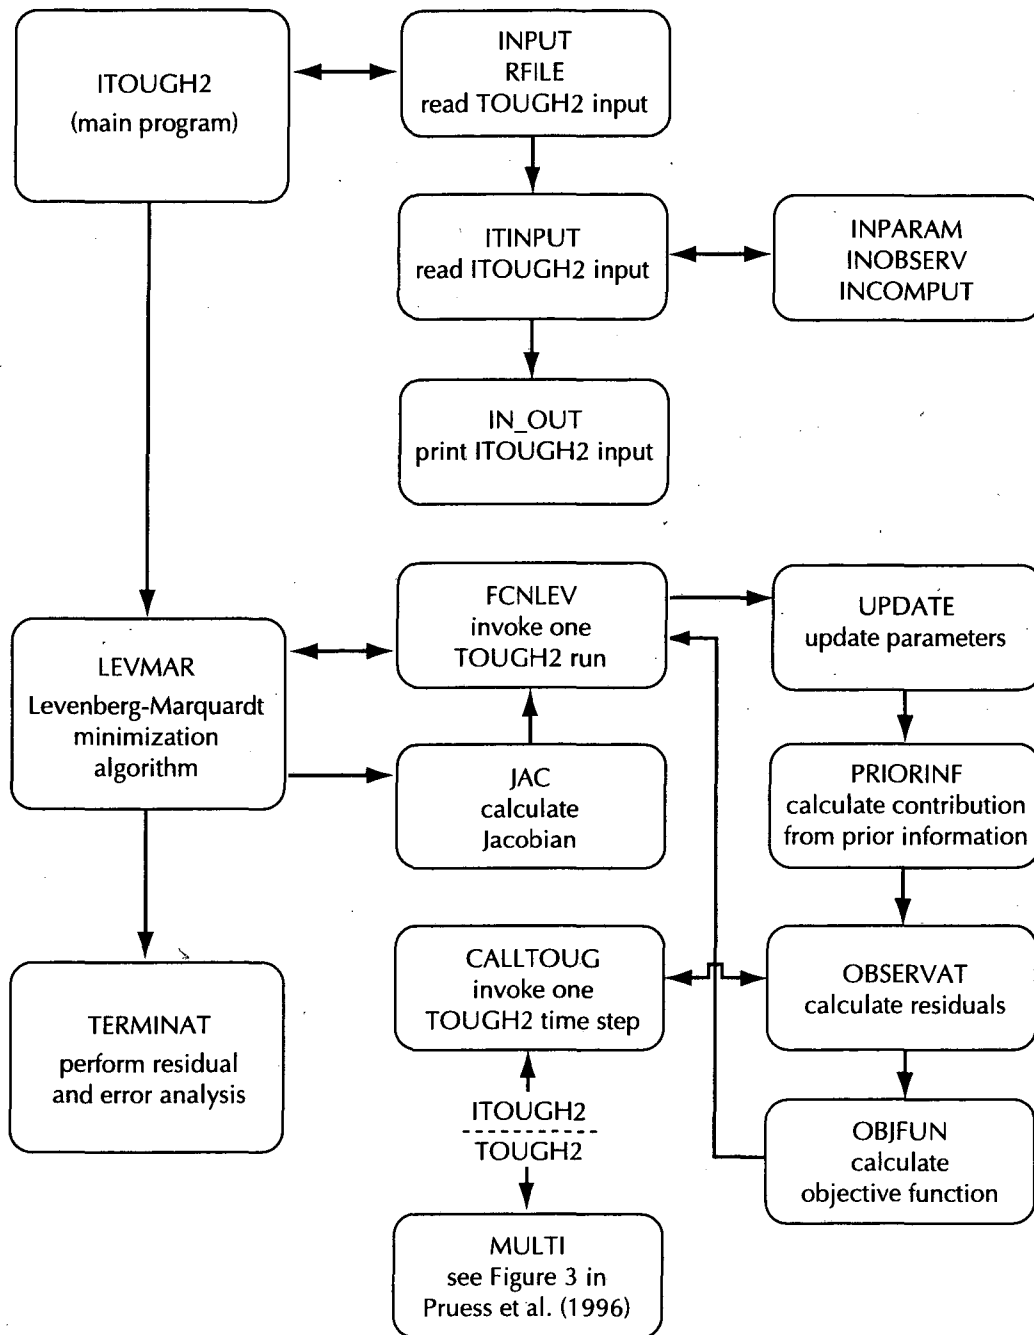 ITOUGH2
(main program)
INPUT
RFILE
read TOUGH2 input
ITINPUT
read ITOUGH2 input
INPARAM
INOBSERV
INCOMPUT
IN_OUT
print ITOUGH2 input
LEVMAR
Levenberg-Marquardt
minimization
algorithm
FCNLEV
invoke one
TOUGH2 run
UPDATE
update parameters
JAC
calculate
Jacobian
PRIORINF
calculate contribution
from prior information
TERMINAT
perform residual
and error analysis
CALLTOUG
invoke one
TOUGH2 time step
OBSERVAT
calculate residuals
ITOUGH2
TOUGH2
OBJFUN
calculate
objective function
MULTI
see Figure 3 in
Pruess et al. (1996)